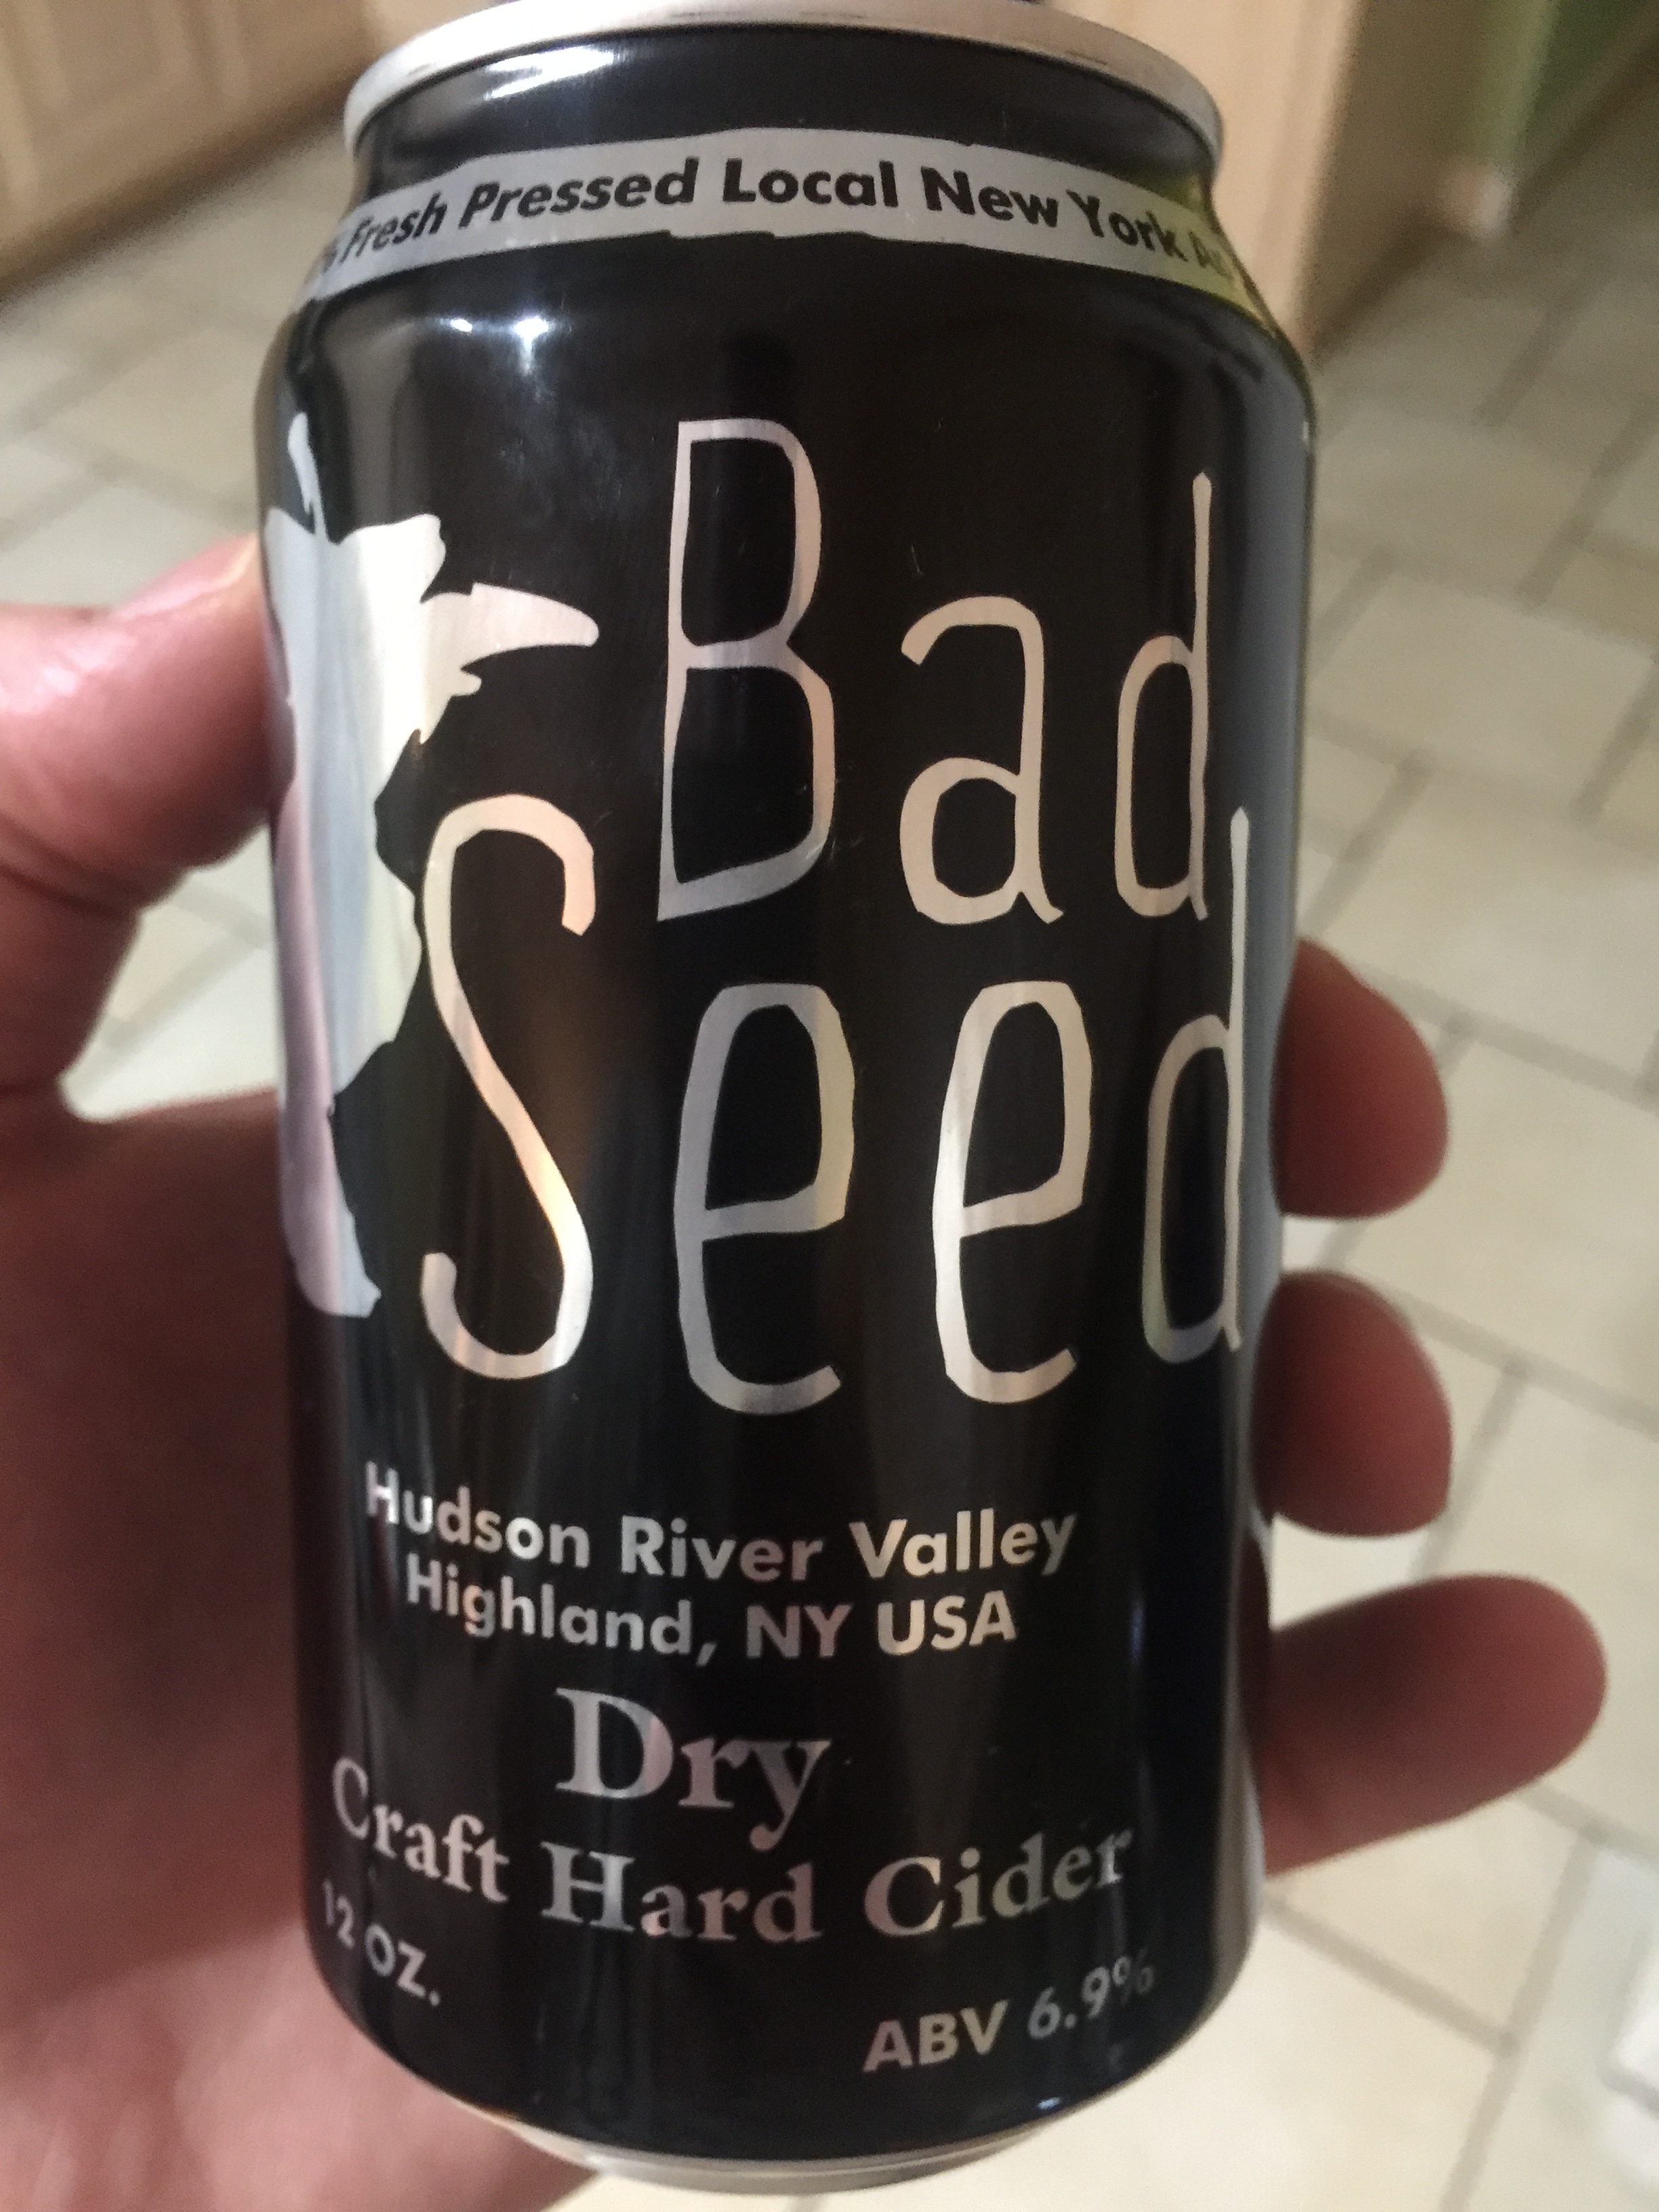 Fresh Pressed Local New York
Bad
Seed
Hudson River Valley
Highland, NY USA
Dry
Craft Hard Cider
12 OZ.
ABV 6.9%